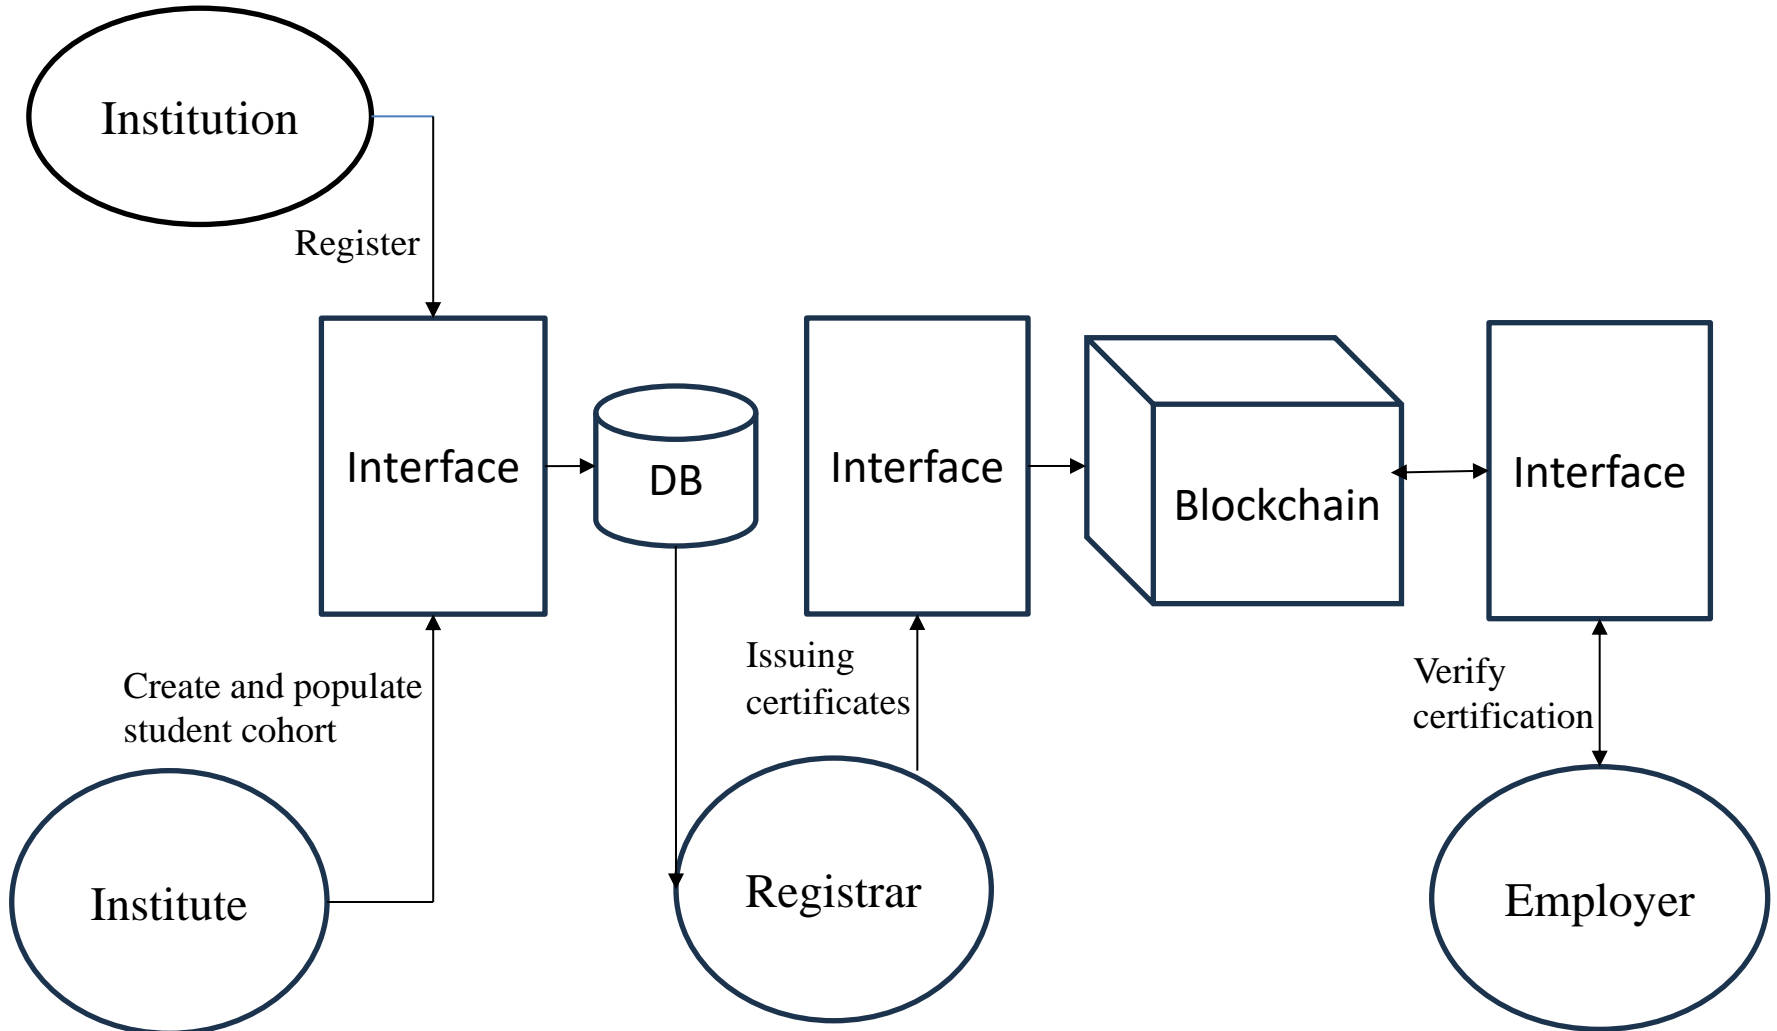 Institution
Register
Interface
DB
Interface
Blockchain
Interface
Create and populate
student cohort
Issuing
certificates
Verify
certification
Institute
Registrar
Employer